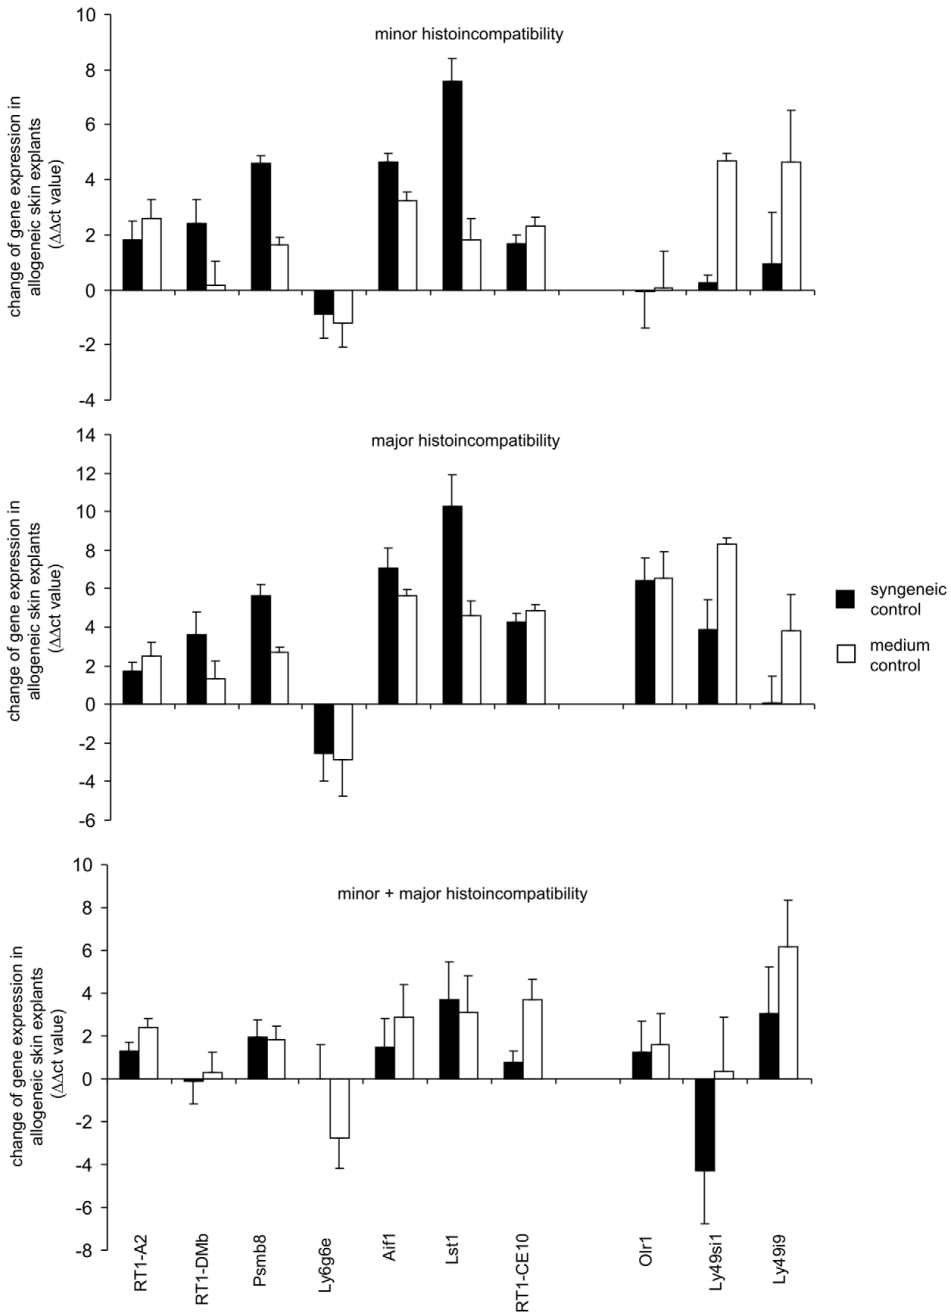 minor histoincompatibility
change of gene expression in
allogeneic skin explants
(ΔΔct value)
10
8
6
4
2
0
-2
-4
major histoincompatibility
change of gene expression in
allogeneic skin explants
(ΔΔct value)
14
12
10
8
6
4
2
0
-2
-4
-6
syngeneic
control
medium
control
minor + major histoincompatibility
change of gene expression in
allogeneic skin explants
(ΔΔct value)
10
8
6
4
2
0
-2
-4
-6
-8
RT1-A2
RT1-DMb
Psmb8
Ly6g6e
Aif1
Lst1
RT1-CE10
Olr1
Ly49si1
Ly49i9